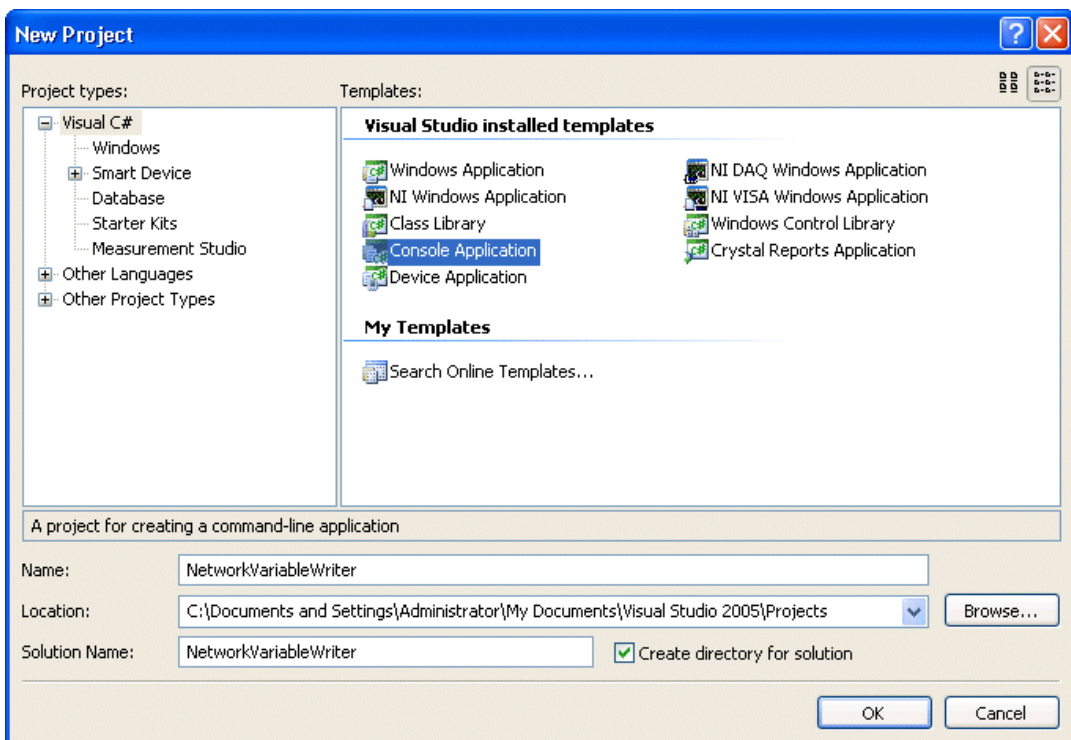 New Project
Project types:
Templates:
Visual C#
Windows
Smart Device
Database
Starter Kits
Measurement Studio
Other Languages
Other Project Types
Visual Studio installed templates
Windows Application
NI Windows Application
Class Library
Console Application
Device Application
NI DAQ Windows Application
NI VISA Windows Application
Windows Control Library
Crystal Reports Application
My Templates
Search Online Templates...
A project for creating a command-line application
Name:
NetworkVariableWriter
Location:
C:\Documents and Settings\Administrator\My Documents\Visual Studio 2005\Projects
Browse...
Solution Name:
NetworkVariableWriter
Create directory for solution
OK
Cancel